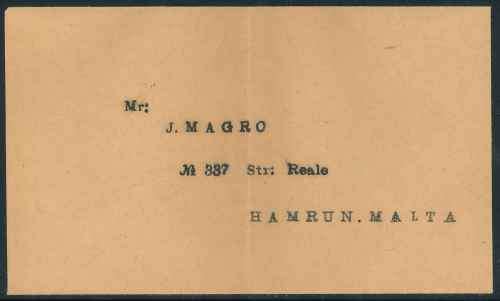 Mr:
J. MAGRO
№ 337 Str: Reale
HAMRUN. MALTA